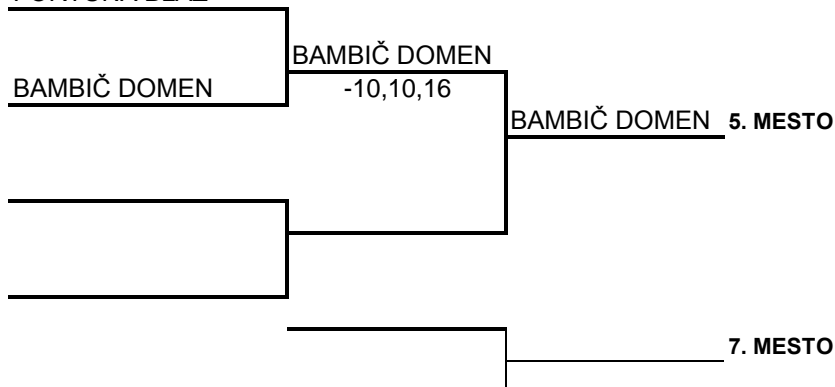 BAMBIČ DOMEN
BAMBIČ DOMEN
-10,10,16
BAMBIČ DOMEN 5. MESTO
7. MESTO